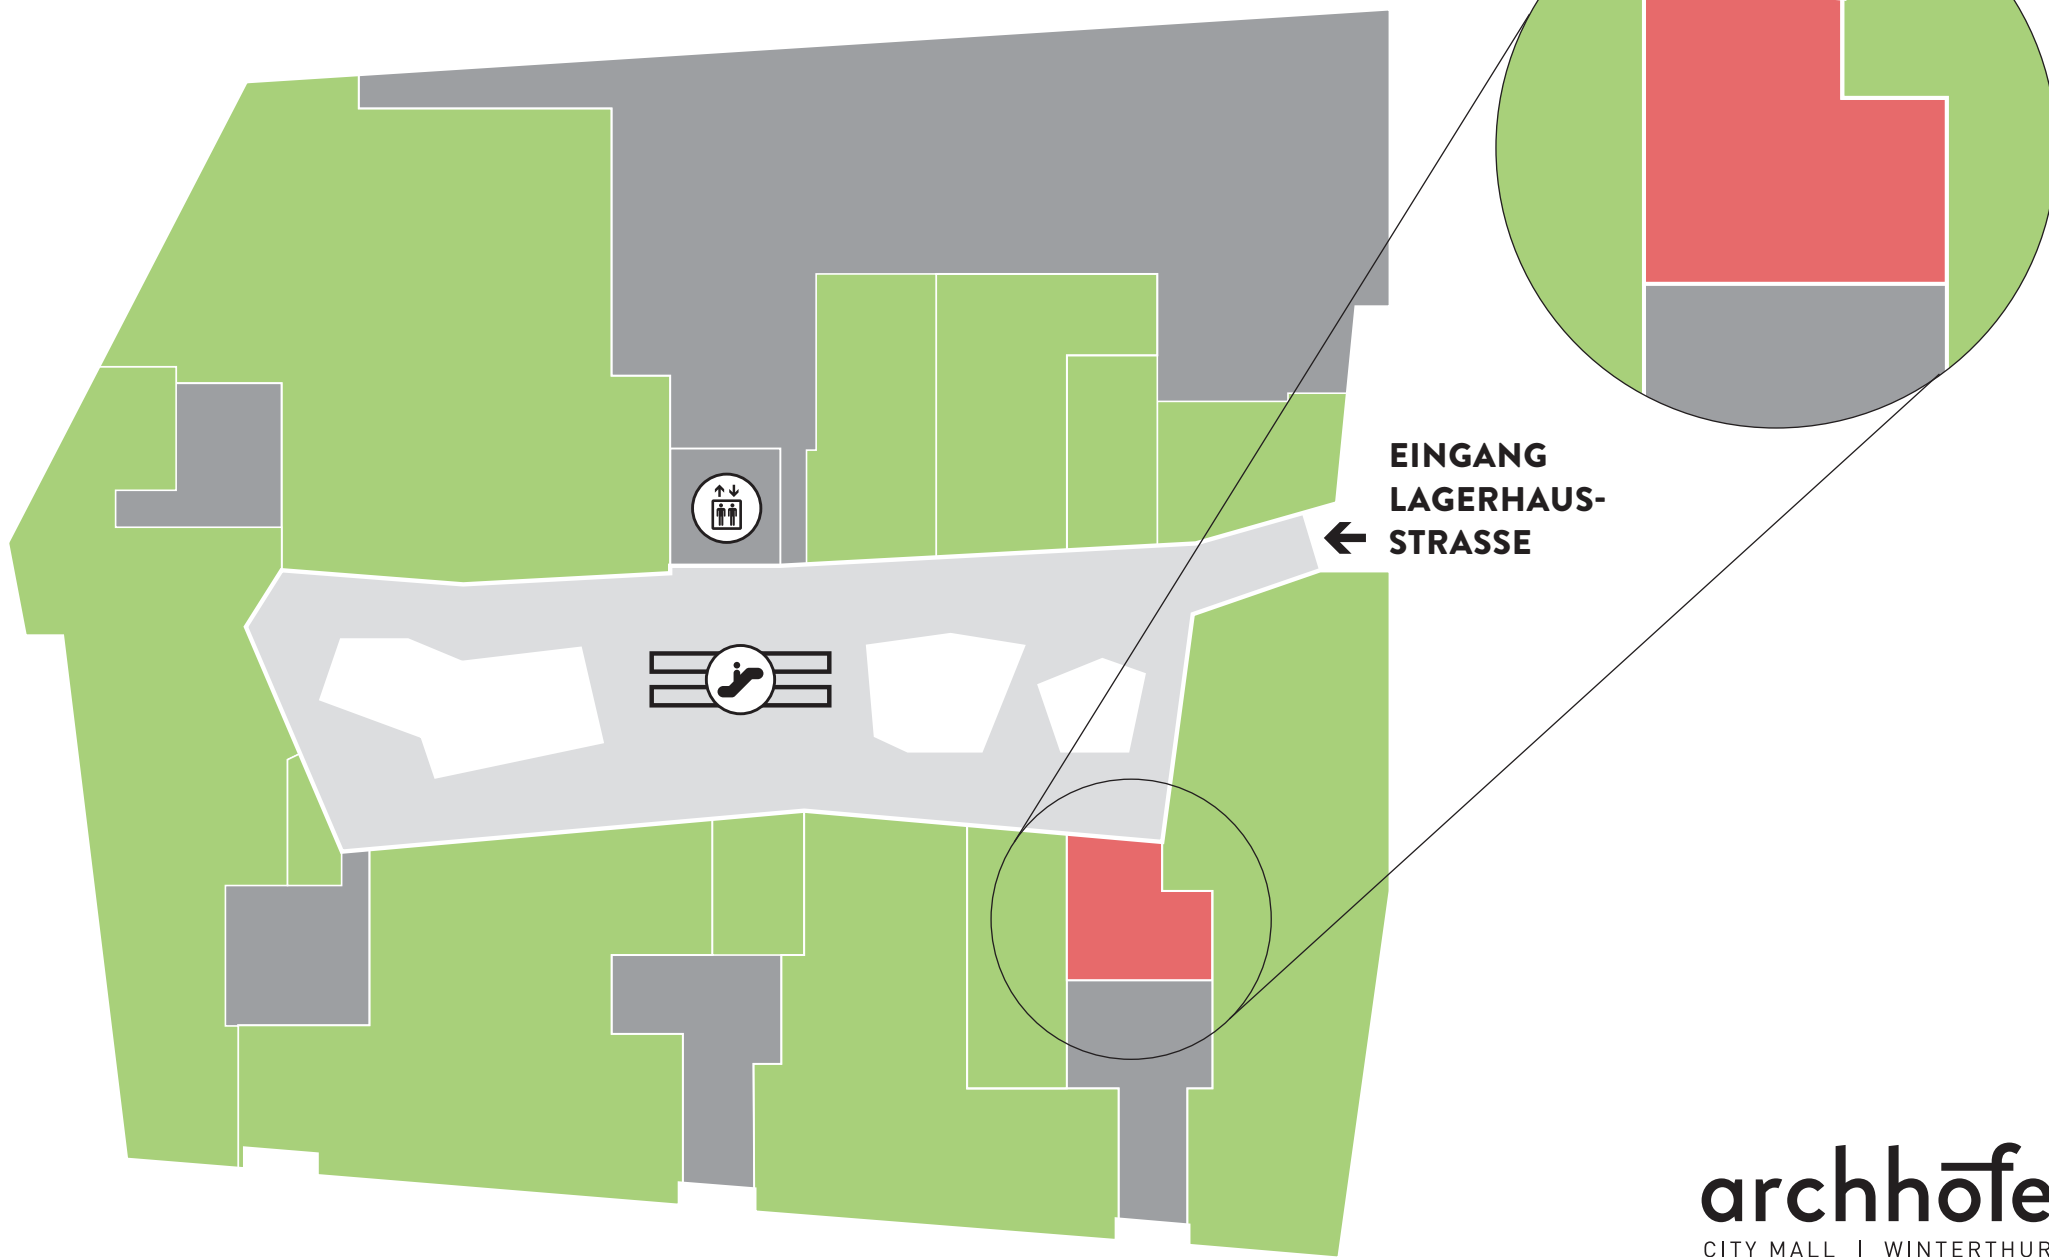 EINGANG
LAGERHAUS-
STRASSE
archhöfe
CITY MALL | WINTERTHUR